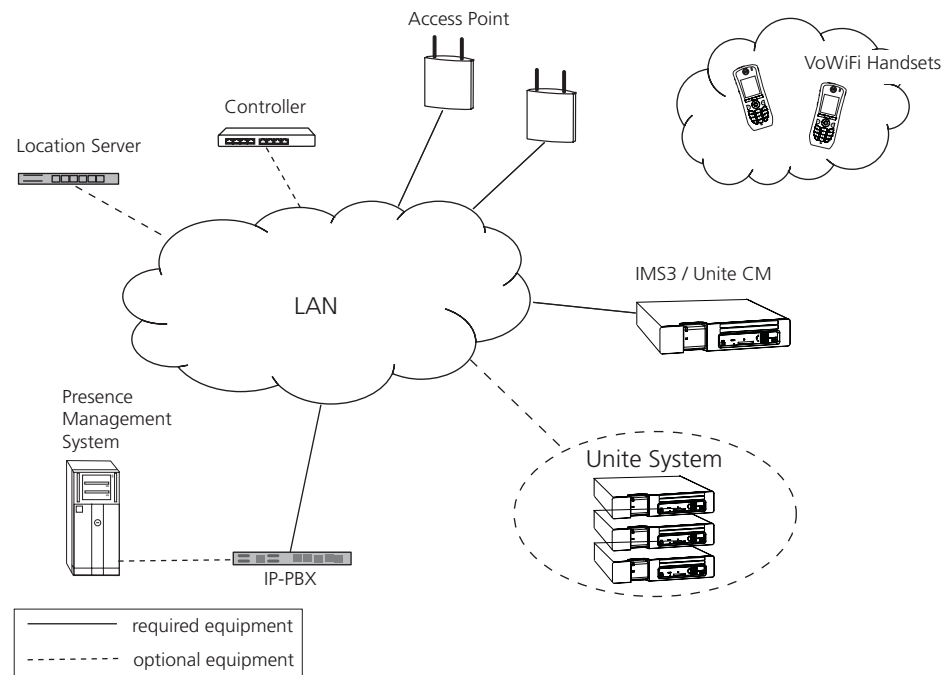 Access Point
VoWiFi Handsets
Controller
Location Server
IMS3 / Unite CM
LAN
Presence
Management
System
Unite System
IP-PBX
required equipment
optional equipment